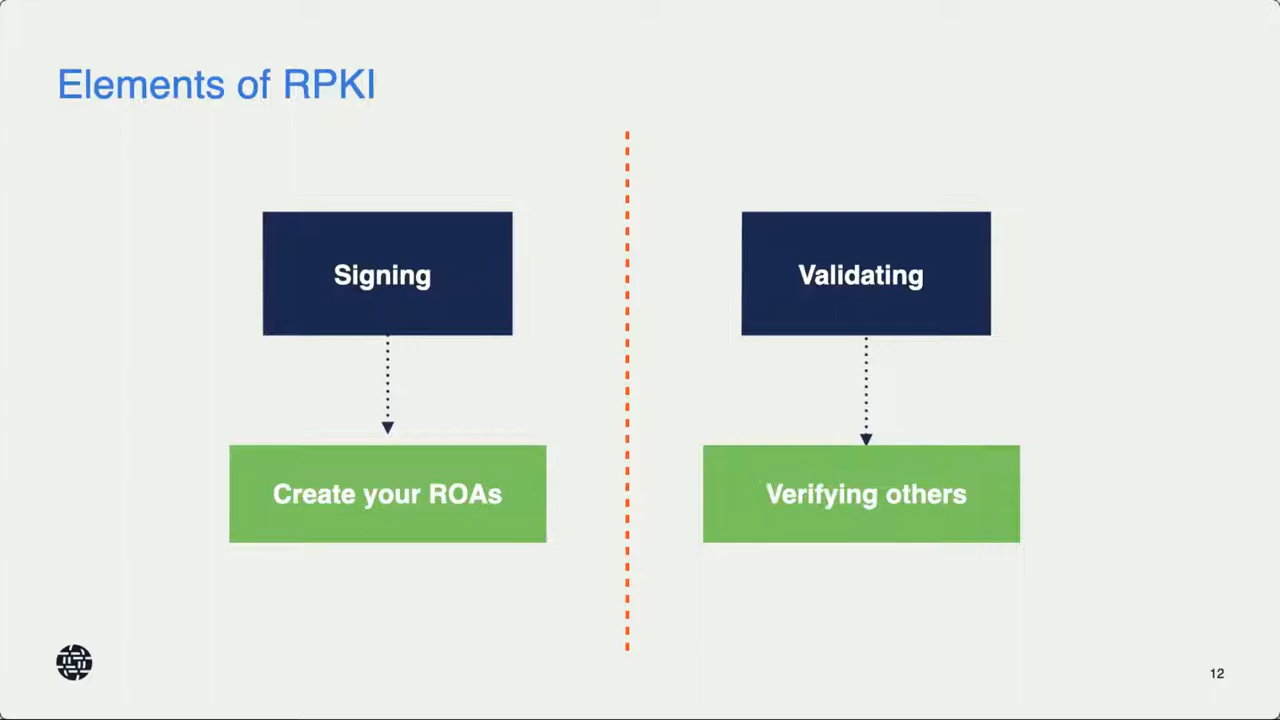 Elements of RPKI
Signing
Validating
Create your ROAs
Verifying others
12